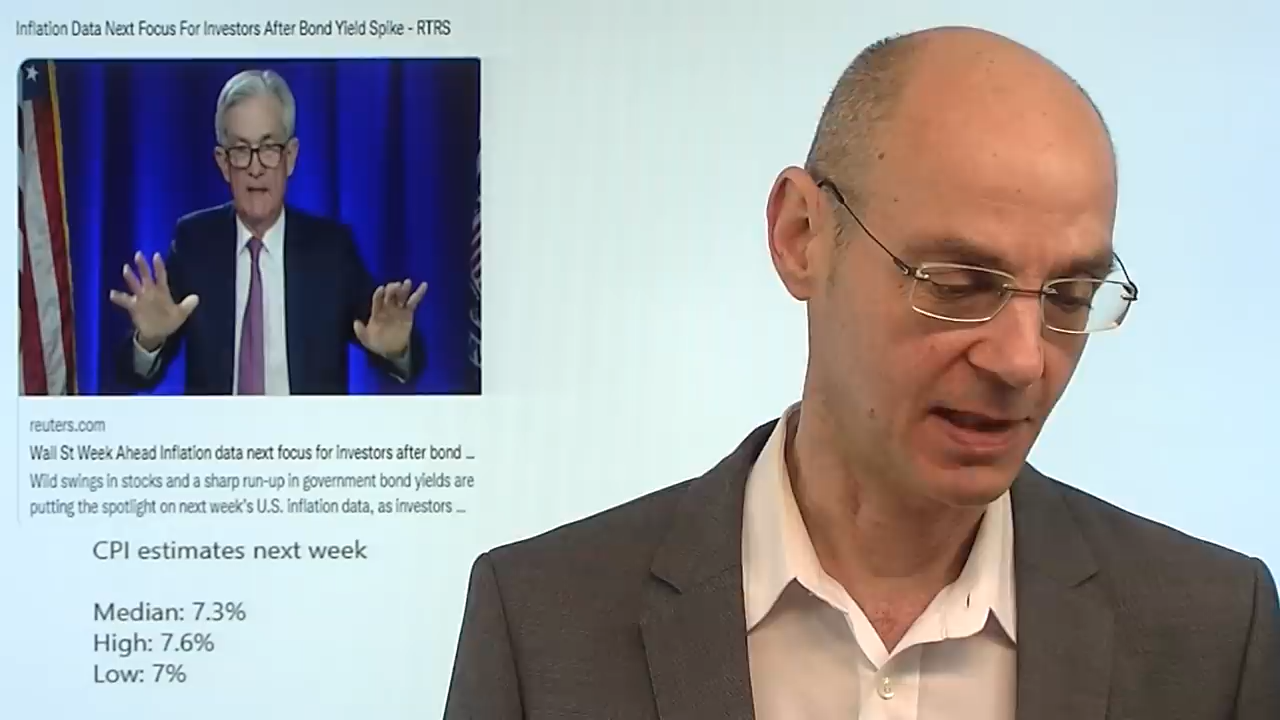 Inflation Data Next Focus For Investors After Bond Yield Spike - RTRS
reuters.com
Wall St Week Ahead Inflation data next focus for investors after bond ...
Wild swings in stocks and a sharp run-up in government bond yields are
putting the spotlight on next week's U.S. inflation data, as investors ...
CPI estimates next week
Median: 7.3%
High: 7.6%
Low: 7%